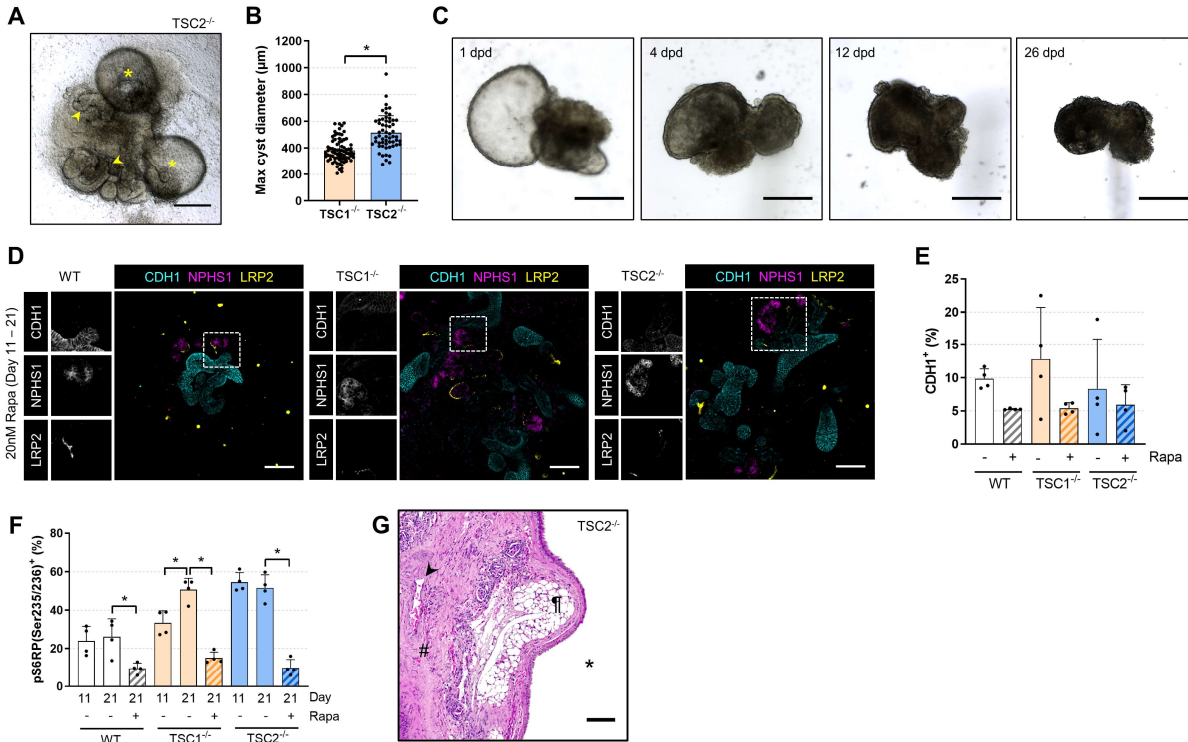 A
TSC2-/-
*
*
B
Max cyst diameter (µm)
1200
1000
800
600
400
200
0
*
TSC1-/- TSC2-/-
C
1 dpd
4 dpd
12 dpd
26 dpd
D
20nM Rapa (Day 11 – 21)
WT
CDH1 NPHS1 LRP2
CDH1
NPHS1
LRP2
TSC1-/-
CDH1 NPHS1 LRP2
CDH1
NPHS1
LRP2
TSC2-/-
CDH1 NPHS1 LRP2
CDH1
NPHS1
LRP2
E
CDH1+ (%)
25
20
15
10
5
0
- + - + - + Rapa
WT TSC1-/- TSC2-/-
F
pS6RP(Ser235/236)+ (%)
80
60
40
20
0
* * * *
11 21 21 11 21 21 11 21 21 Day
- - + - - + - - + Rapa
WT TSC1-/- TSC2-/-
G
TSC2-/-
¶
#
*